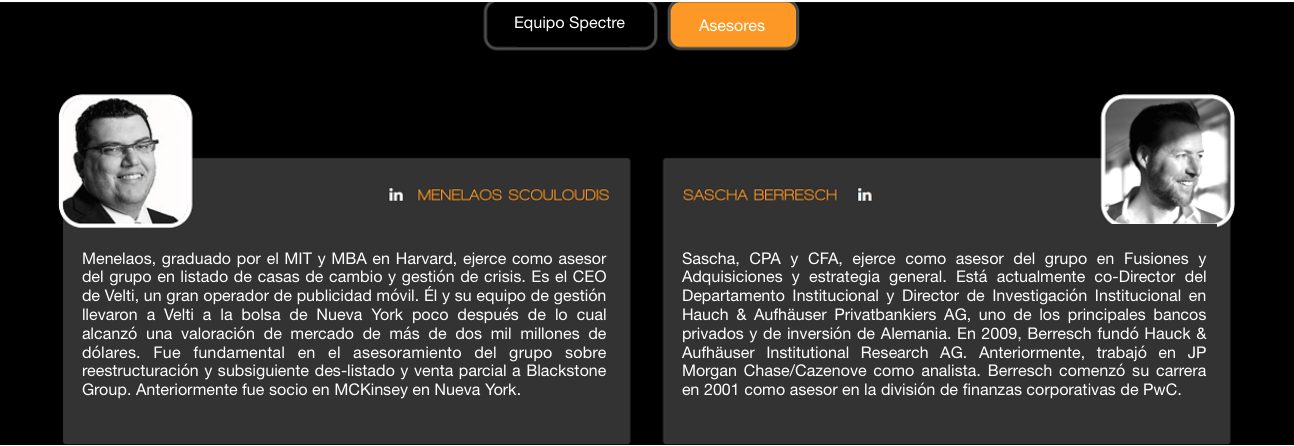 Equipo Spectre
Asesores
in MENELAOS SCOULOUDIS
Menelaos, graduado por el MIT y MBA en Harvard, ejerce como asesor
del grupo en listado de casas de cambio y gestión de crisis. Es el CEO
de Velti, un gran operador de publicidad móvil. Él y su equipo de gestión
llevaron a Velti a la bolsa de Nueva York poco después de lo cual
alcanzó una valoración de mercado de más de dos mil millones de
dólares. Fue fundamental en el asesoramiento del grupo sobre
reestructuración y subsiguiente des-listado y venta parcial a Blackstone
Group. Anteriormente fue socio en MCKinsey en Nueva York.
SASCHA BERRESCH in
Sascha, CPA y CFA, ejerce como asesor del grupo en Fusiones y
Adquisiciones y estrategia general. Está actualmente co-Director del
Departamento Institucional y Director de Investigación Institucional en
Hauch & Aufhäuser Privatbankiers AG, uno de los principales bancos
privados y de inversión de Alemania. En 2009, Berresch fundó Hauck &
Aufhäuser Institutional Research AG. Anteriormente, trabajó en JP
Morgan Chase/Cazenove como analista. Berresch comenzó su carrera
en 2001 como asesor en la división de finanzas corporativas de PwC.